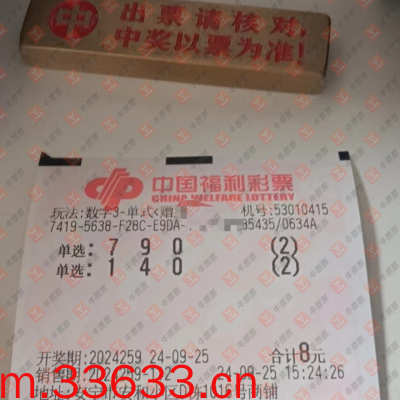 出票请核对,
中奖以票为准!
中国福利彩票
CHINA WELFARE LOTTERY
玩法:数字3-单式<赠 机号:53010415
7419-5638-F28C-E9DA- 35435/0634A
单选: 7 9 0 (2)
单选: 1 4 0 (2)
开奖期:2024259 24-09-25 合计8元
24-09-25 15:24:26
m.33633.cn